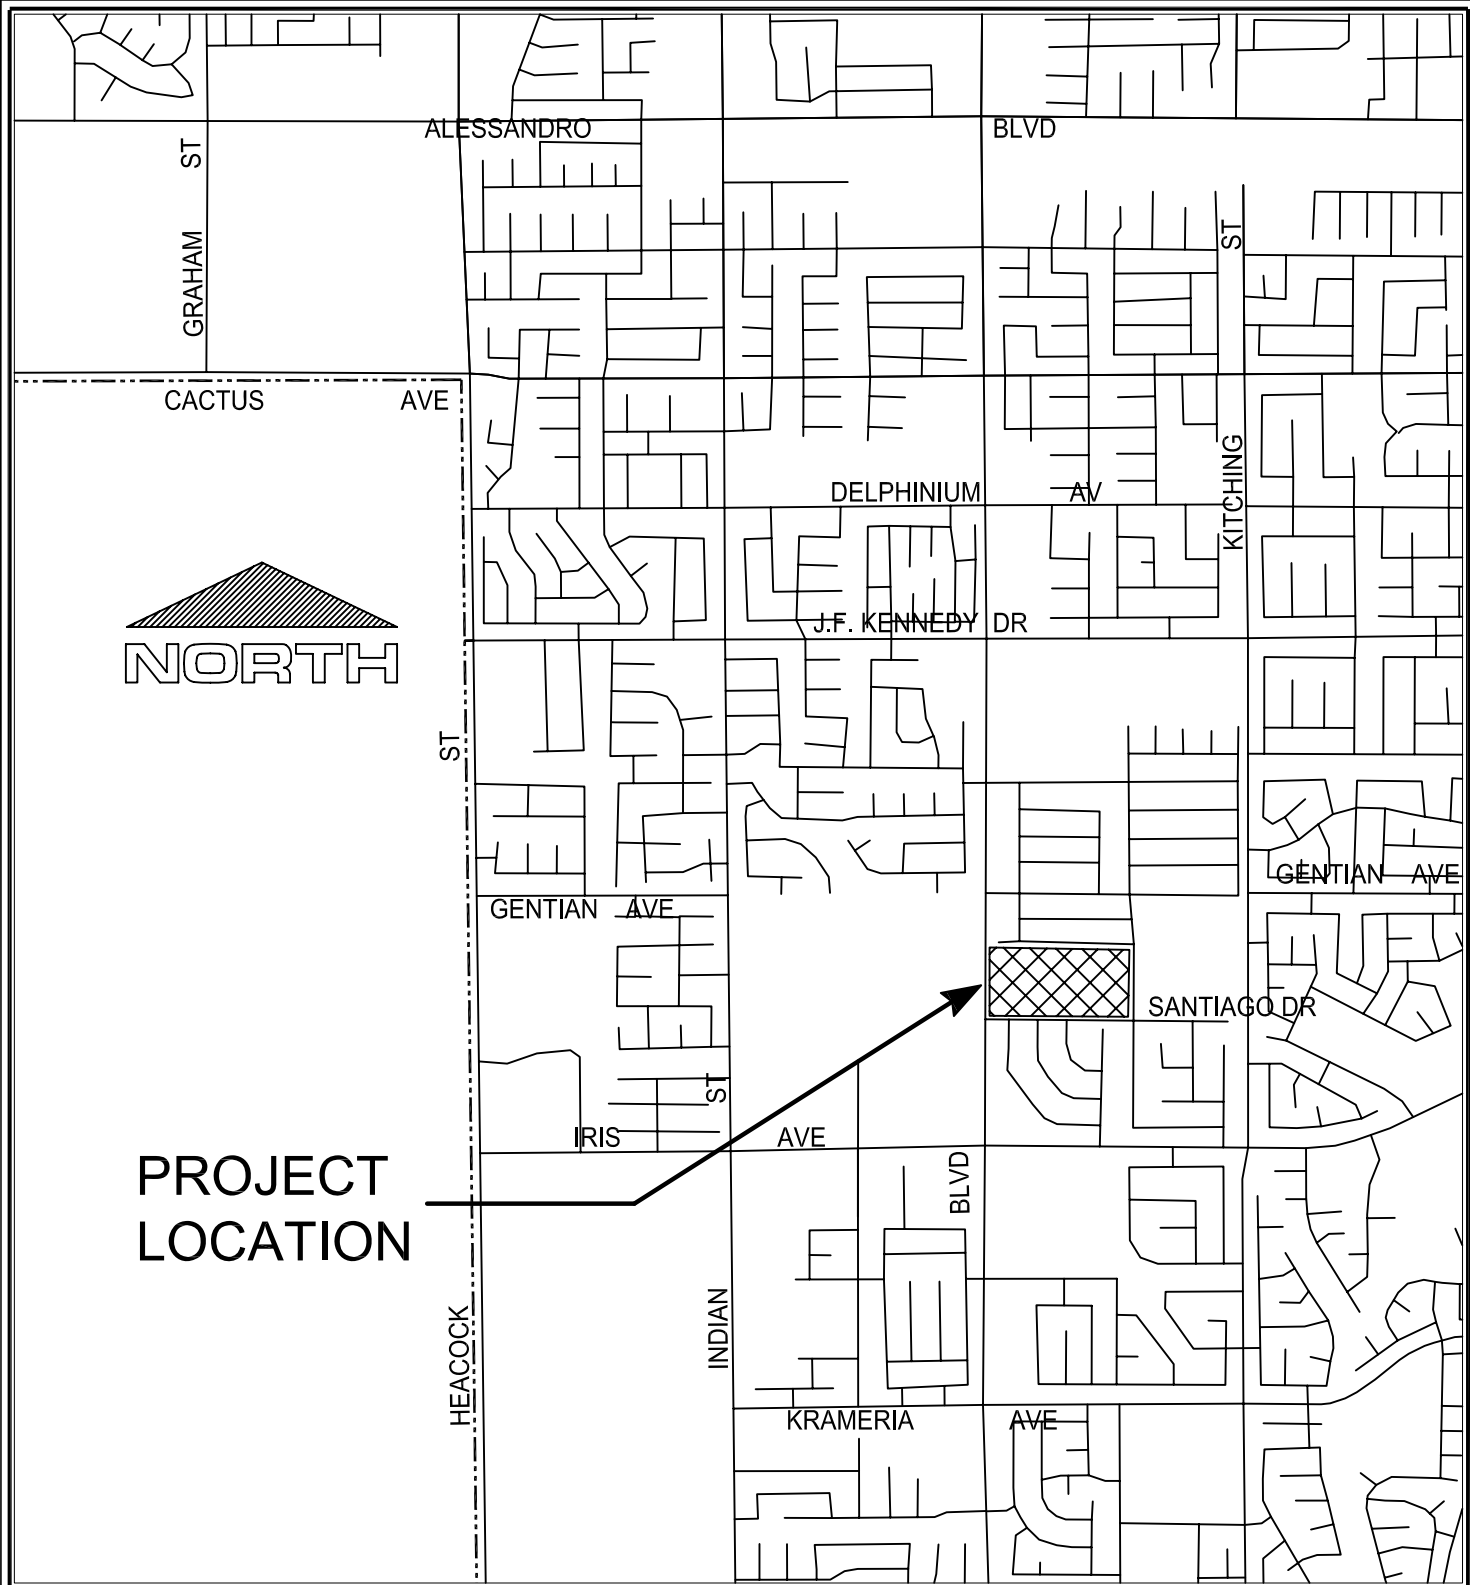 ALESSANDRO BLVD
GRAHAM ST
ST
CACTUS AVE
KITCHING
DELPHINIUM AV
NORTH
J.F. KENNEDY DR
ST
GENTIAN AVE
GENTIAN AVE
SANTIAGO DR
ST
IRIS AVE
PROJECT
LOCATION
BLVD
INDIAN
HEACOCK
KRAMERIA AVE